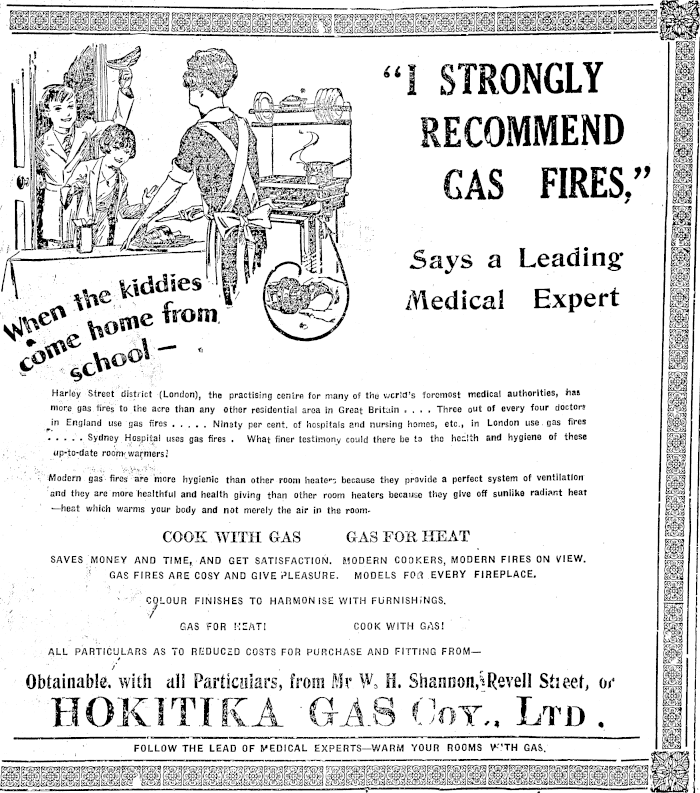 "I STRONGLY
RECOMMEND
GAS FIRES,"
Says a Leading
Medical Expert
When the kiddies
come home from
school—
Harley Street district (London), the practising centre for many of the world's foremost medical authorities, has
more gas fires to the acre than any other residential area in Great Britain . . . . Three out of every four doctors
in England use gas fires . . . . . Ninety per cent. of hospitals and nursing homes, etc., in London use gas fires
. . . . . Sydney Hospital uses gas fires . What finer testimony could there be to the health and hygiene of these
up-to-date room warmers!
Modern gas fires are more hygienic than other room heaters because they provide a perfect system of ventilation
and they are more healthful and health giving than other room heaters because they give off sunlike radiant heat
—heat which warms your body and not merely the air in the room.
COOK WITH GAS GAS FOR HEAT
SAVES MONEY AND TIME, AND GET SATISFACTION. MODERN COOKERS, MODERN FIRES ON VIEW.
GAS FIRES ARE COSY AND GIVE PLEASURE. MODELS FOR EVERY FIREPLACE.
COLOUR FINISHES TO HARMONISE WITH FURNISHINGS.
GAS FOR HEAT! COOK WITH GAS!
ALL PARTICULARS AS TO REDUCED COSTS FOR PURCHASE AND FITTING FROM—
Obtainable, with all Particulars, from Mr W. H. Shannon, Revell Street, or
HOKITIKA GAS COY., LTD.
FOLLOW THE LEAD OF MEDICAL EXPERTS—WARM YOUR ROOMS WITH GAS.